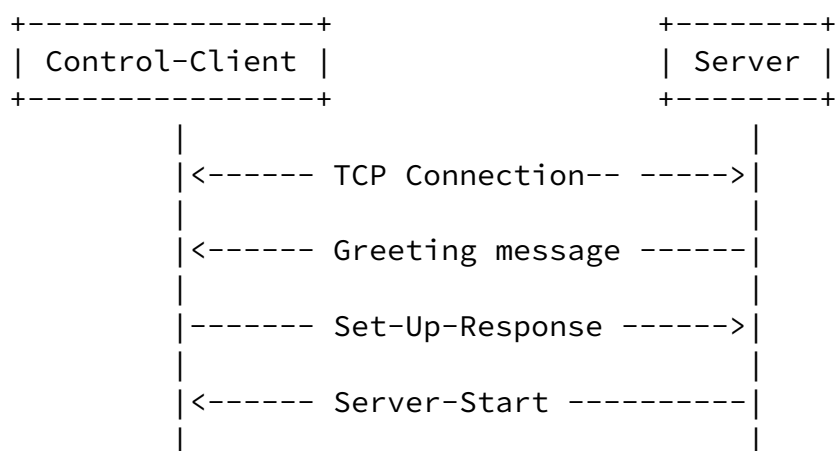 +----------------+ +--------+
| Control-Client | | Server |
+----------------+ +--------+
| |
|<------ TCP Connection-- ----->|
| |
|<------ Greeting message ------|
| |
|------- Set-Up-Response ------>|
| |
|<------ Server-Start ----------|
| |